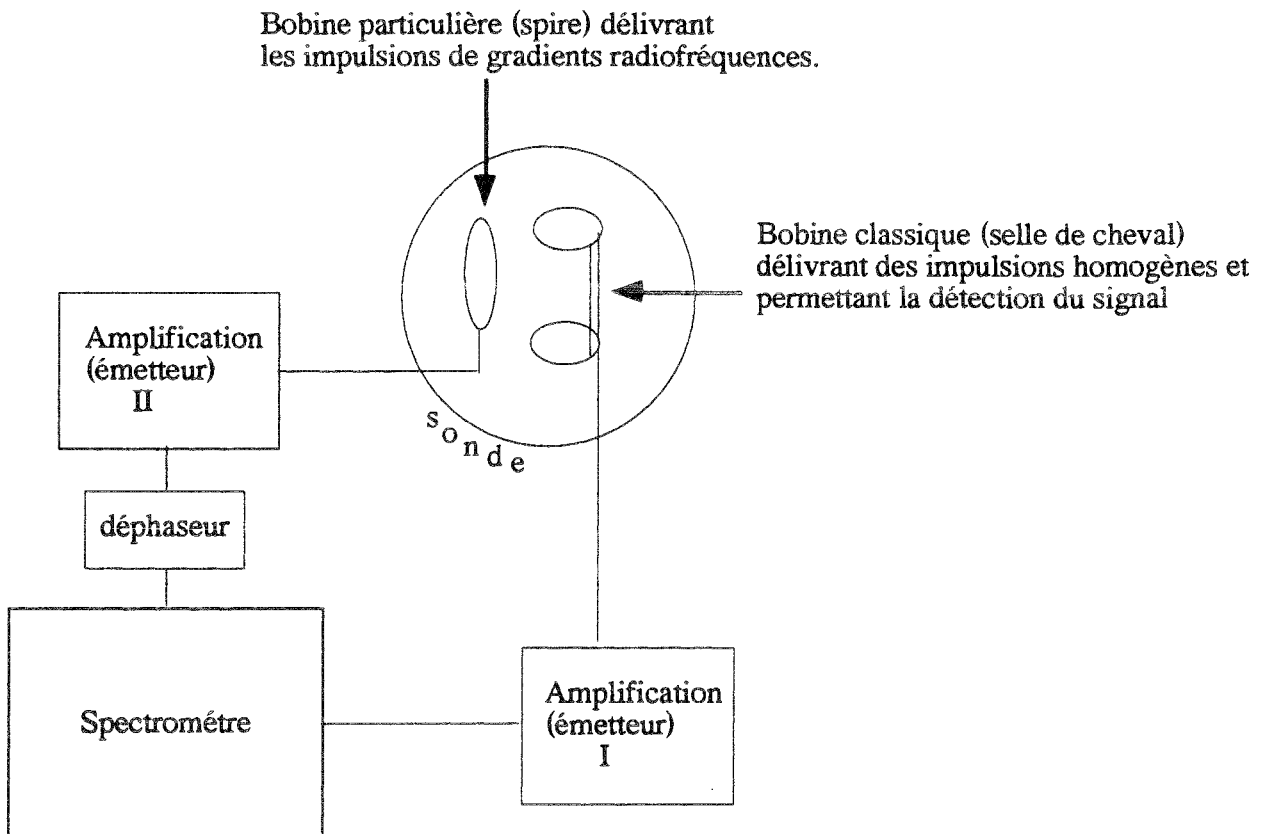 Bobine particulière (spire) délivrant
les impulsions de gradients radiofréquences.
Bobine classique (selle de cheval)
délivrant des impulsions homogènes et
permettant la détection du signal
Amplification
(émetteur)
II
sonde
déphaseur
Spectrométre
Amplification
(émetteur)
I